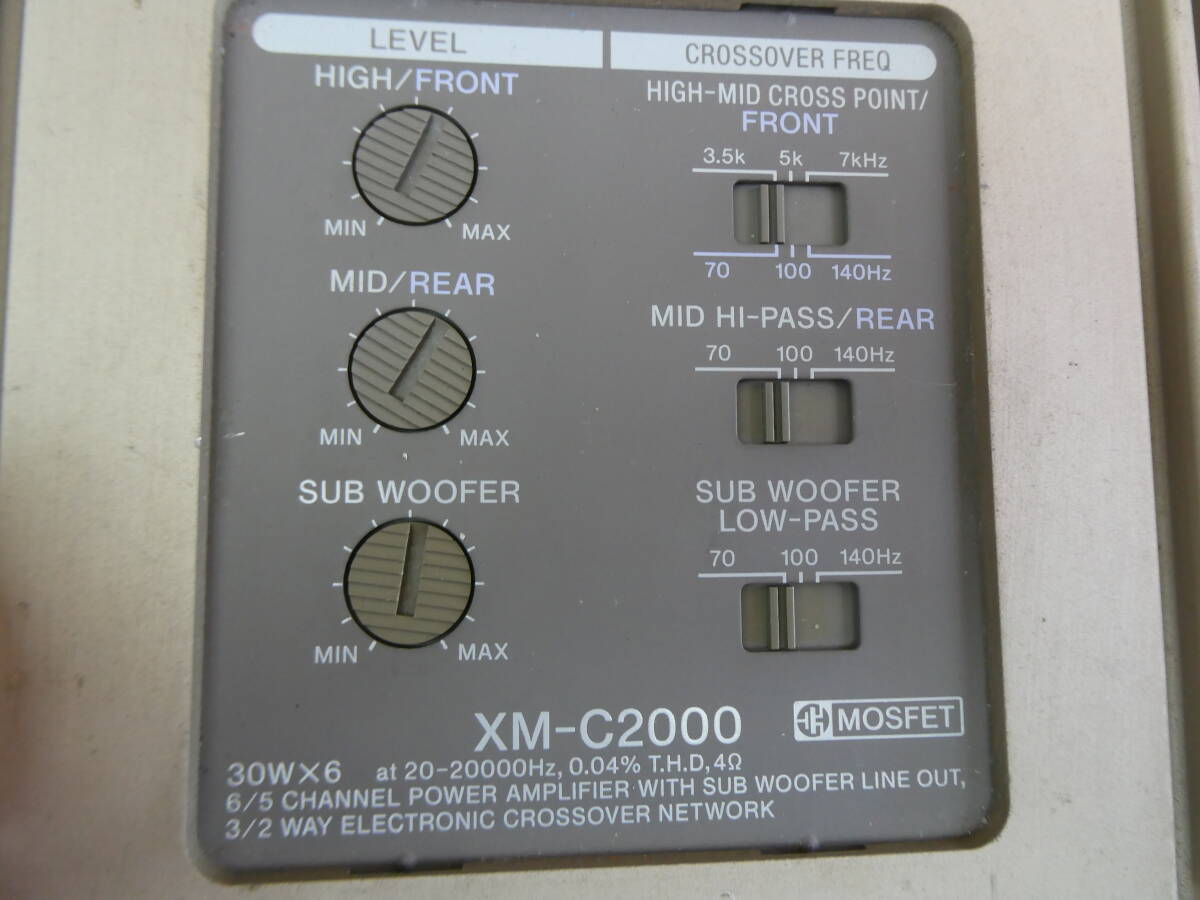 LEVEL
CROSSOVER FREQ
HIGH/FRONT
MIN MAX
MID/REAR
MIN MAX
SUB WOOFER
MIN MAX
HIGH-MID CROSS POINT/
FRONT
3.5k 5k 7kHz
70 100 140Hz
MID HI-PASS/REAR
70 100 140Hz
SUB WOOFER
LOW-PASS
70 100 140Hz
XM-C2000
MOSFET
30W×6 at 20-20000Hz, 0.04% T.H.D, 4Ω
6/5 CHANNEL POWER AMPLIFIER WITH SUB WOOFER LINE OUT,
3/2 WAY ELECTRONIC CROSSOVER NETWORK